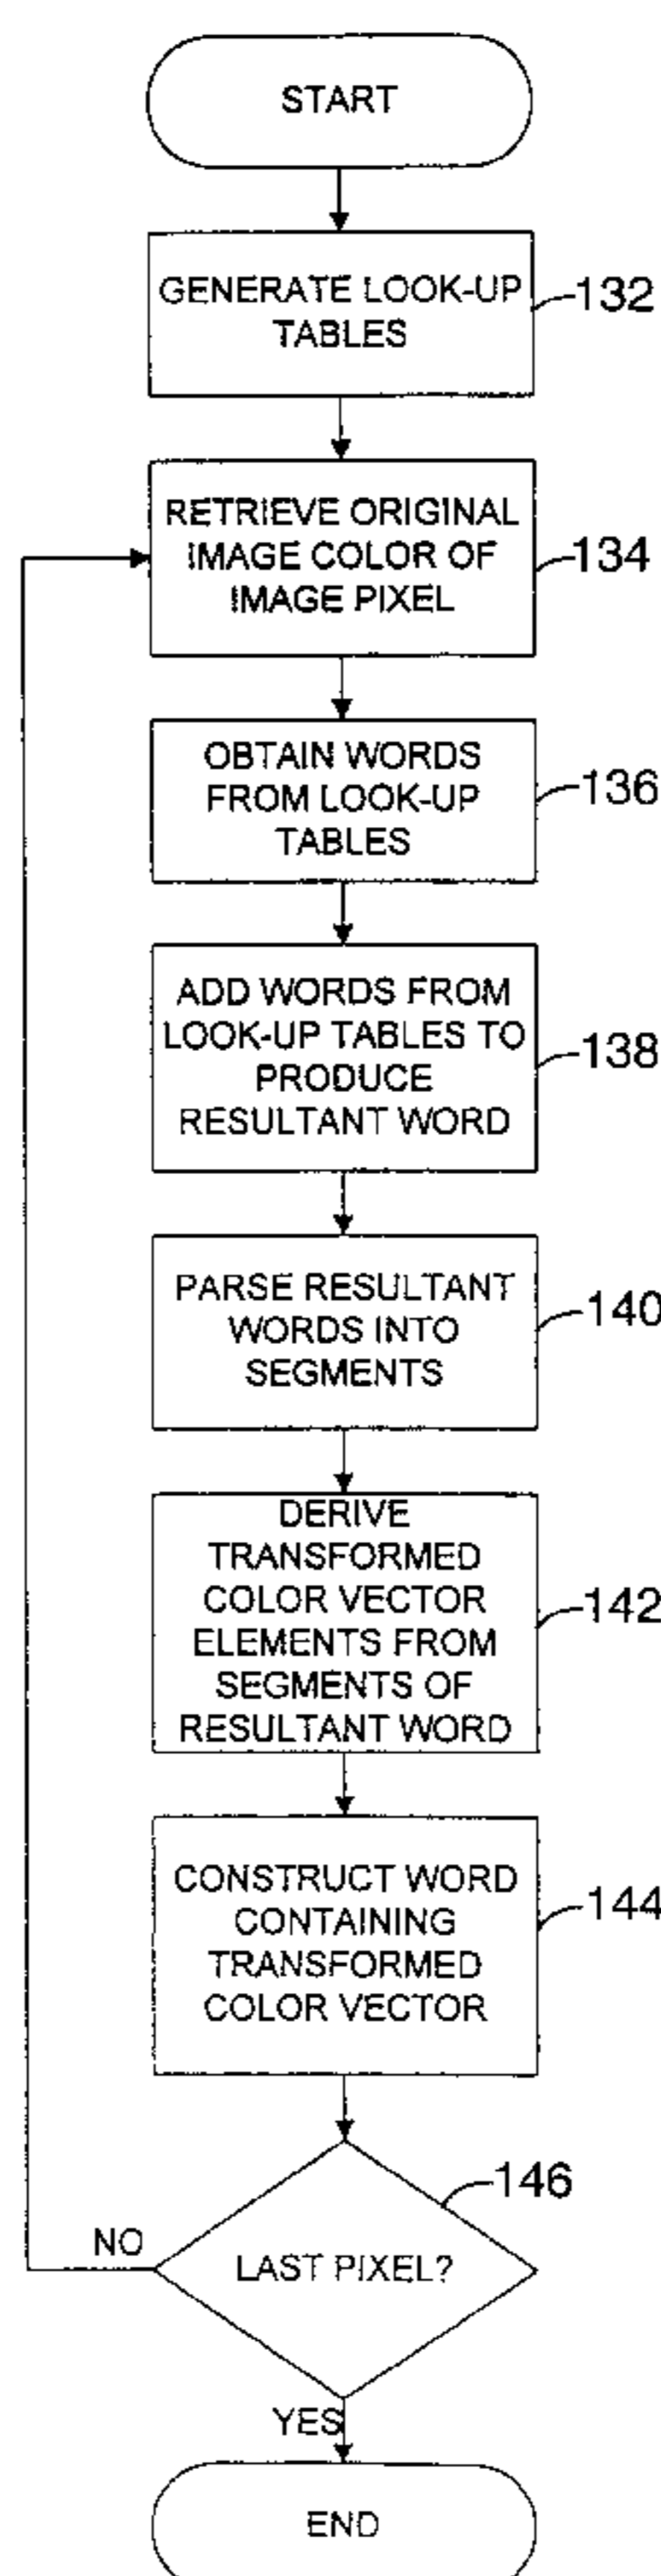 START
GENERATE LOOK-UP
TABLES
132
RETRIEVE ORIGINAL
IMAGE COLOR OF
IMAGE PIXEL
134
OBTAIN WORDS
FROM LOOK-UP
TABLES
136
ADD WORDS FROM
LOOK-UP TABLES TO
PRODUCE
RESULTANT WORD
138
PARSE RESULTANT
WORDS INTO
SEGMENTS
140
DERIVE
TRANSFORMED
COLOR VECTOR
ELEMENTS FROM
SEGMENTS OF
RESULTANT WORD
142
CONSTRUCT WORD
CONTAINING
TRANSFORMED
COLOR VECTOR
144
146
NO
LAST PIXEL?
YES
END